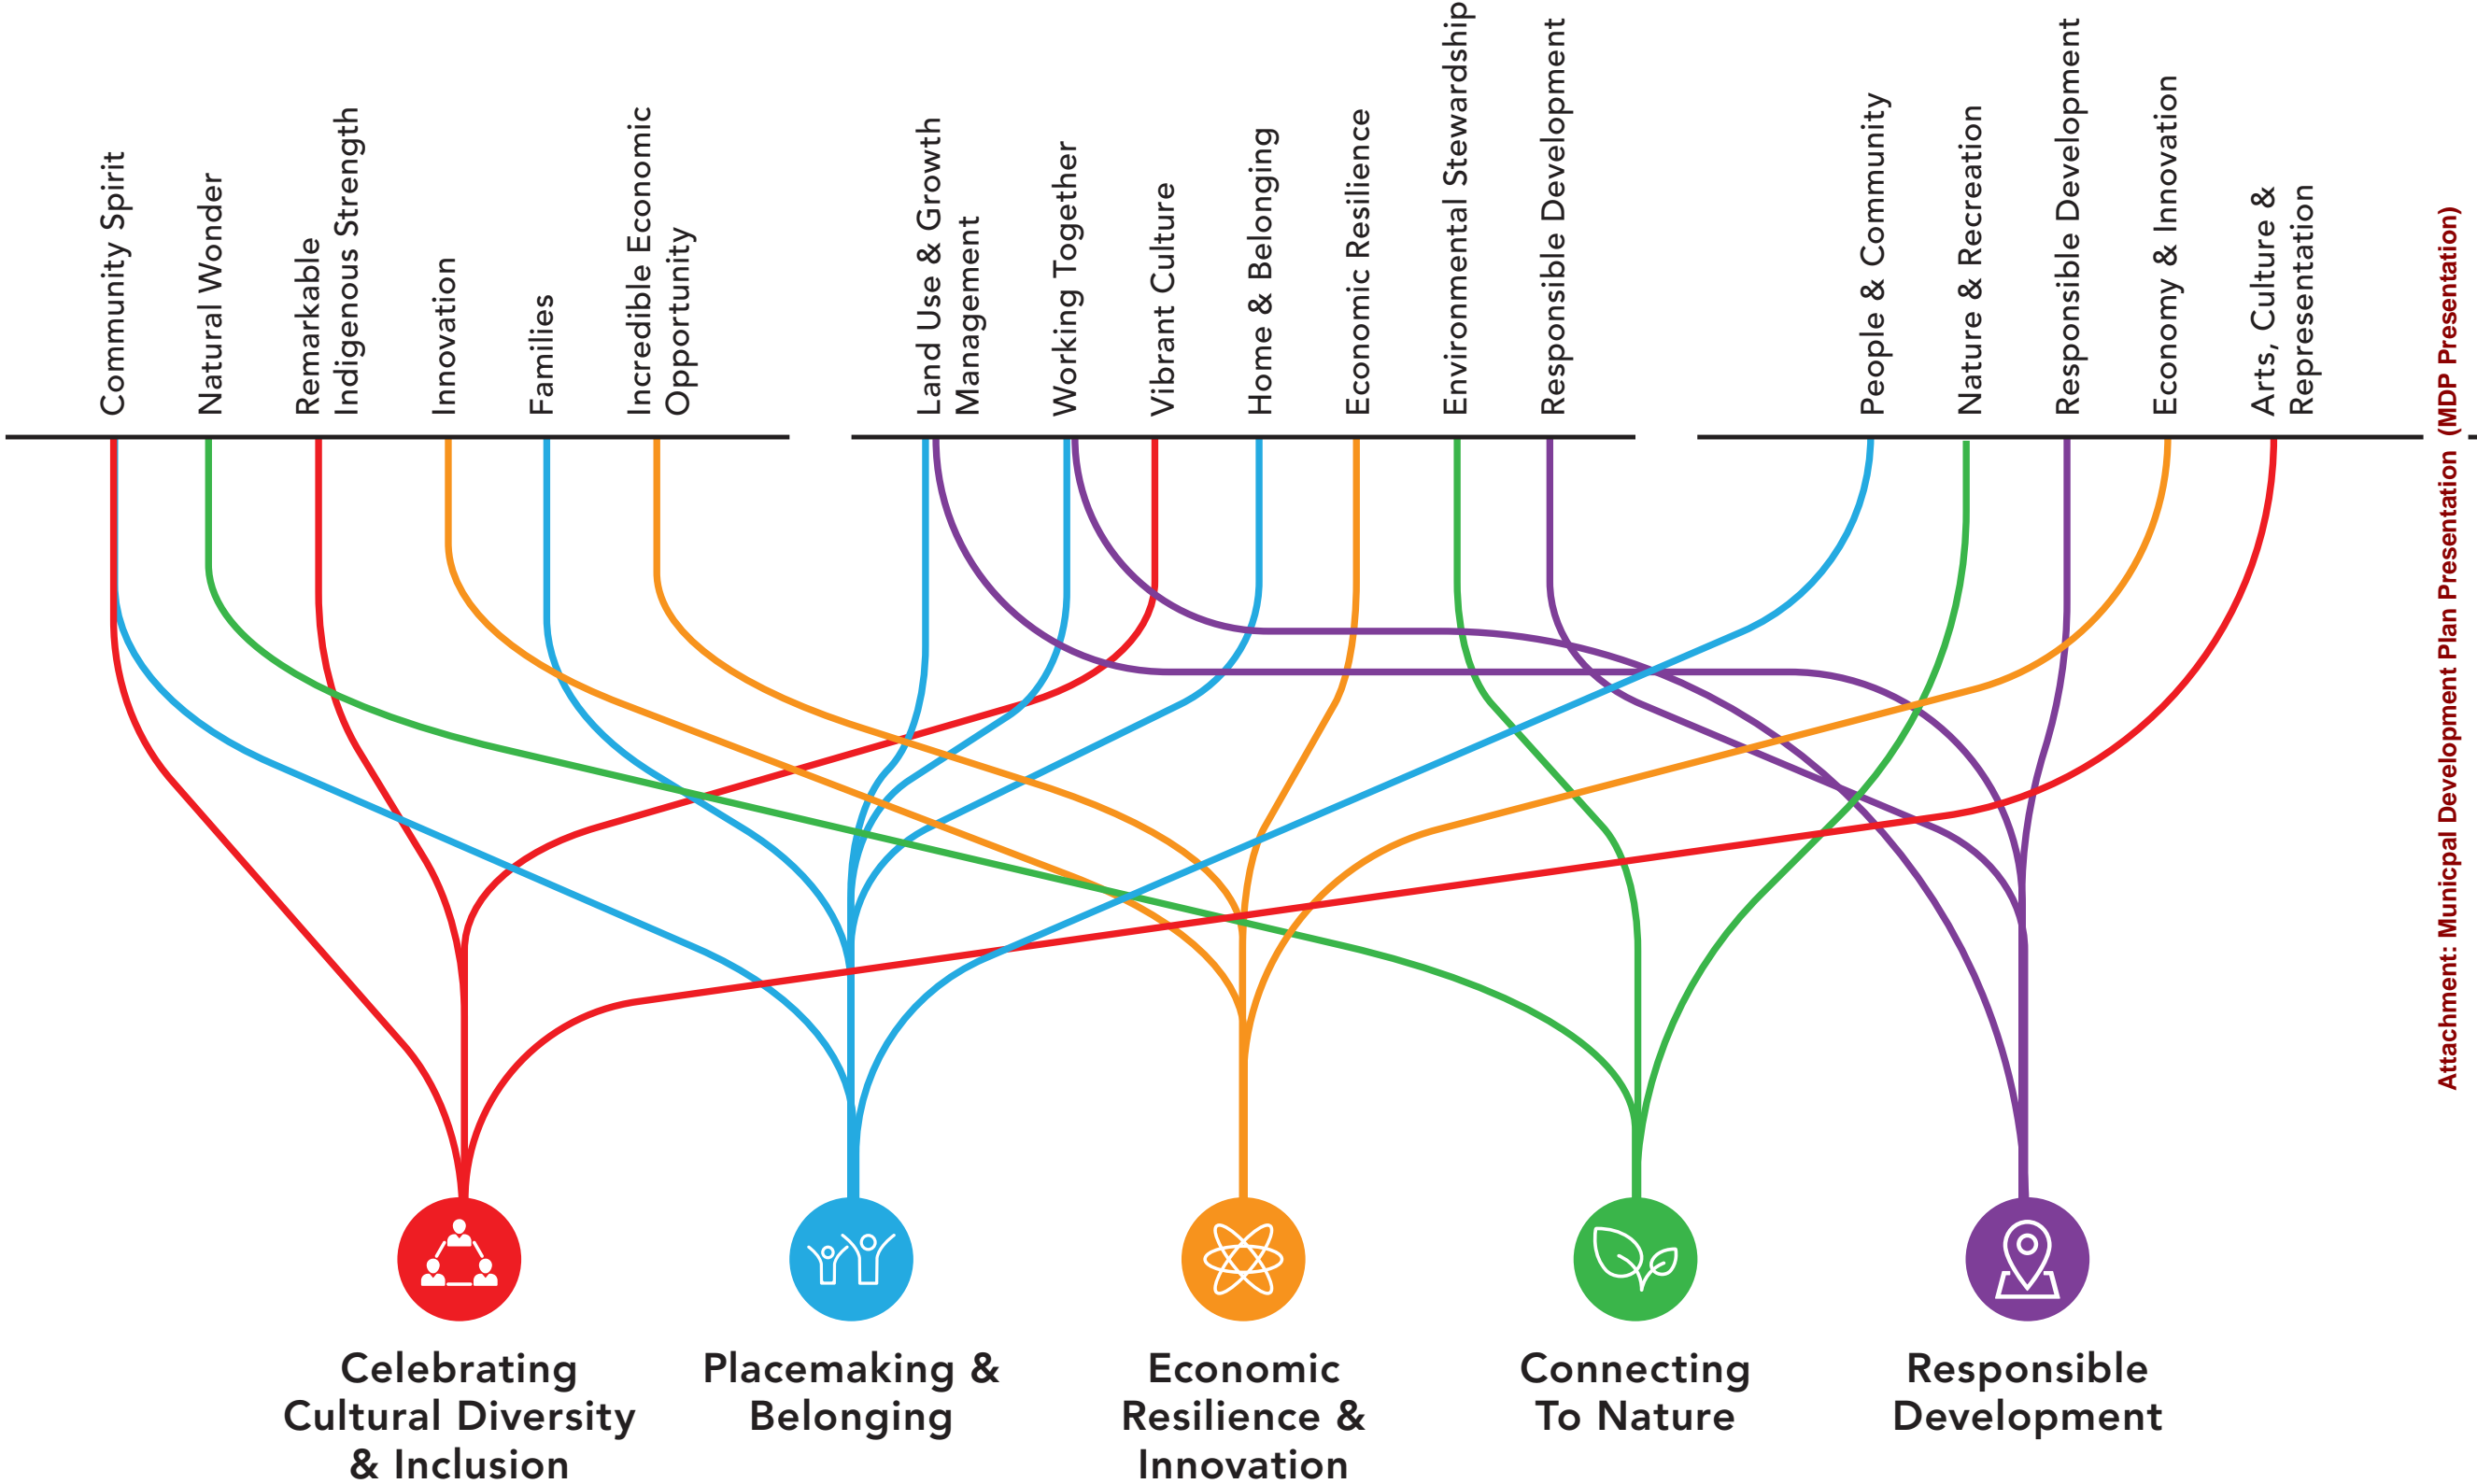 Community Spirit
Natural Wonder
Remarkable
Indigenous Strength
Innovation
Families
Incredible Economic
Opportunity
Land Use & Growth
Management
Working Together
Vibrant Culture
Home & Belonging
Economic Resilience
Environmental Stewardship
Responsible Development
People & Community
Nature & Recreation
Responsible Development
Economy & Innovation
Arts, Culture &
Representation
Attachment: Municpal Development Plan Presentation (MDP Presentation)
Celebrating
Cultural Diversity
& Inclusion
Placemaking &
Belonging
Economic
Resilience &
Innovation
Connecting
To Nature
Responsible
Development